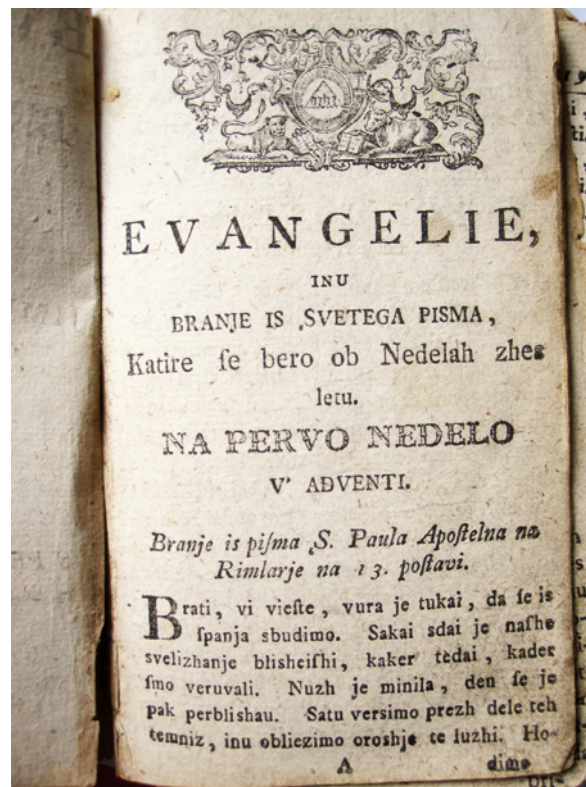 EVANGELIE,
INU
BRANJE IS ,SVETEGA PISMA,
Katire ſe bero ob Nedelah zhes
letu.
NA PERVO NEDELO
V' ADVENTI.
Branje is piſma ,S. Paula Apoſtelna na
Rimlarje na 13. poſtavi.
Brati, vi vieſte, vura je tukai, da ſe is
ſpanja sbudimo. Sakai sdai je naſhe
svelizhanje blisheiſhi, kaker tèdai, kader
ſmo veruvali. Nuzh je minila, den ſe je
pak perblishau. Satu versimo prezh dele teh
temniz, inu obliezimo oroshje te luzhi. Ho-
A
dimo